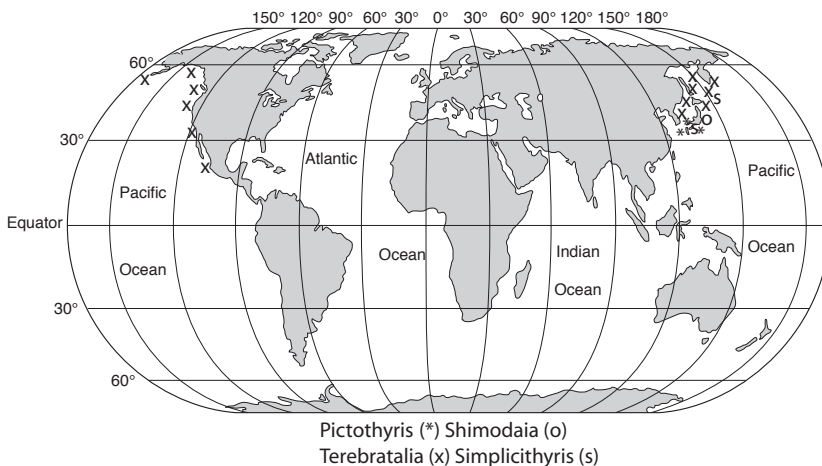 150° 120° 90° 60° 30° 0° 30° 60° 90° 120° 150° 180°
60°
x x x x x x
x x x x x x x x
s
o
* * s *
30°
Atlantic
Pacific
Pacific
Equator
Ocean
Indian
Ocean
Ocean
Ocean
30°
60°
Pictothyris (*) Shimodaia (o)
Terebratalia (x) Simplicithyris (s)